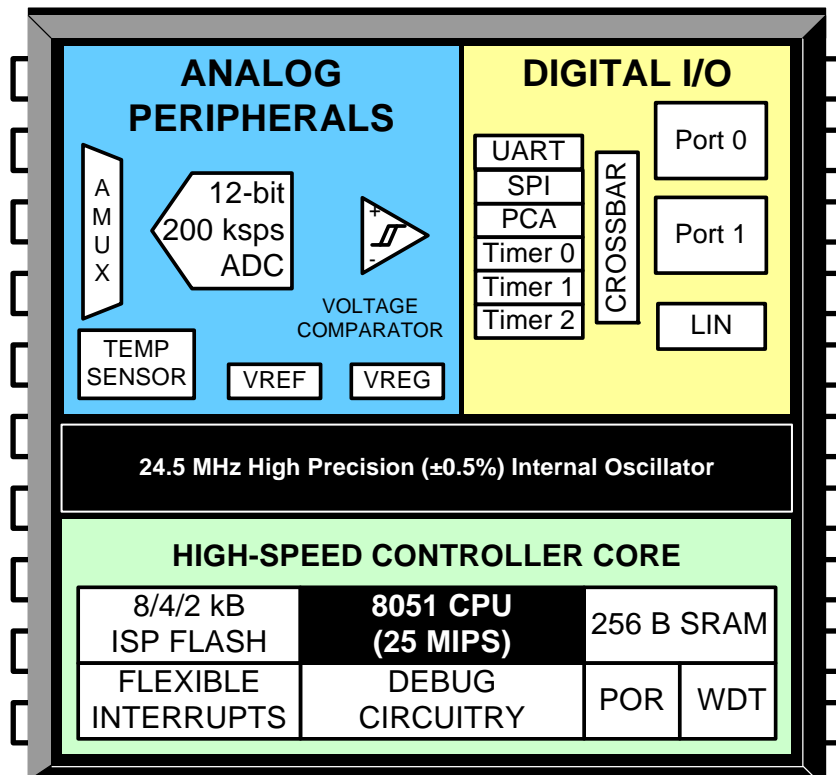 ANALOG
PERIPHERALS
A
M
U
X
12-bit
200 ksps
ADC
+
-
VOLTAGE
COMPARATOR
TEMP
SENSOR
VREF
VREG
DIGITAL I/O
UART
SPI
PCA
Timer 0
Timer 1
Timer 2
CROSSBAR
Port 0
Port 1
LIN
24.5 MHz High Precision (±0.5%) Internal Oscillator
HIGH-SPEED CONTROLLER CORE
8/4/2 kB
ISP FLASH
8051 CPU
(25 MIPS)
256 B SRAM
FLEXIBLE
INTERRUPTS
DEBUG
CIRCUITRY
POR
WDT